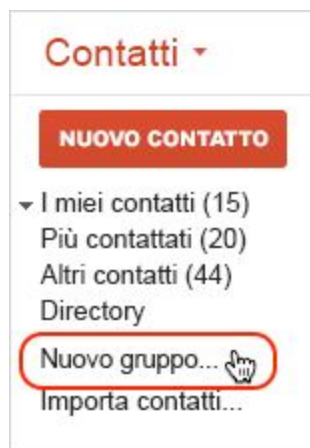 Contatti
NUOVO CONTATTO
I miei contatti (15)
Più contattati (20)
Altri contatti (44)
Directory
Nuovo gruppo...
Importa contatti...